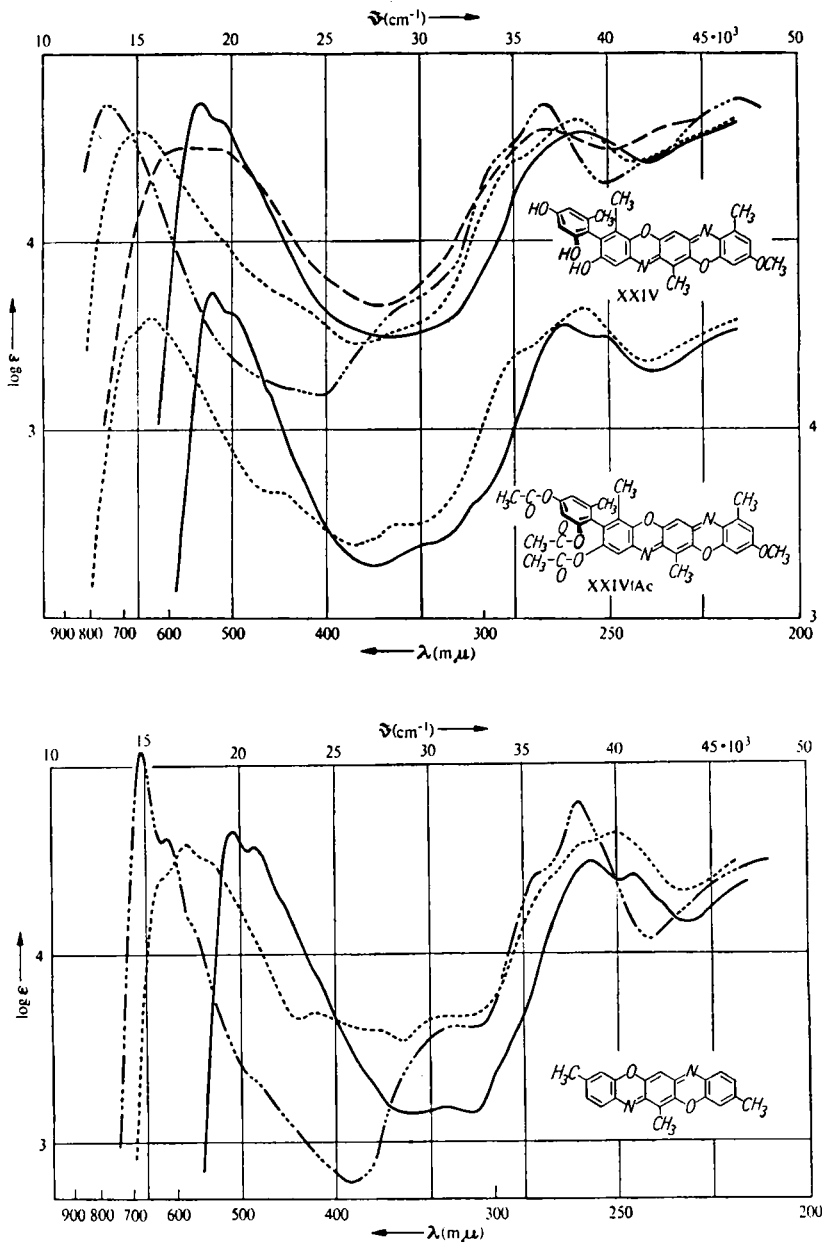 ν̃(cm⁻¹) ⟶
10 15 20 25 30 35 40 45·10³ 50
log ε ⟶
4
3
4
3
HO
CH₃
CH₃
O
N
CH₃
HO
HO
N
CH₃
O
OCH₃
XXIV
H₃C-C-O
O
CH₃
CH₃
O
N
CH₃
O
CH₃-C-O
CH₃-C-O
O
N
CH₃
O
OCH₃
XXIVAc
900 800 700 600 500 400 300 250 200
⟵ λ(mμ)
ν̃(cm⁻¹) ⟶
10 15 20 25 30 35 40 45·10³ 50
log ε ⟶
4
3
H₃C
O
N
N
CH₃
O
CH₃
900 800 700 600 500 400 300 250 200
⟵ λ(mμ)